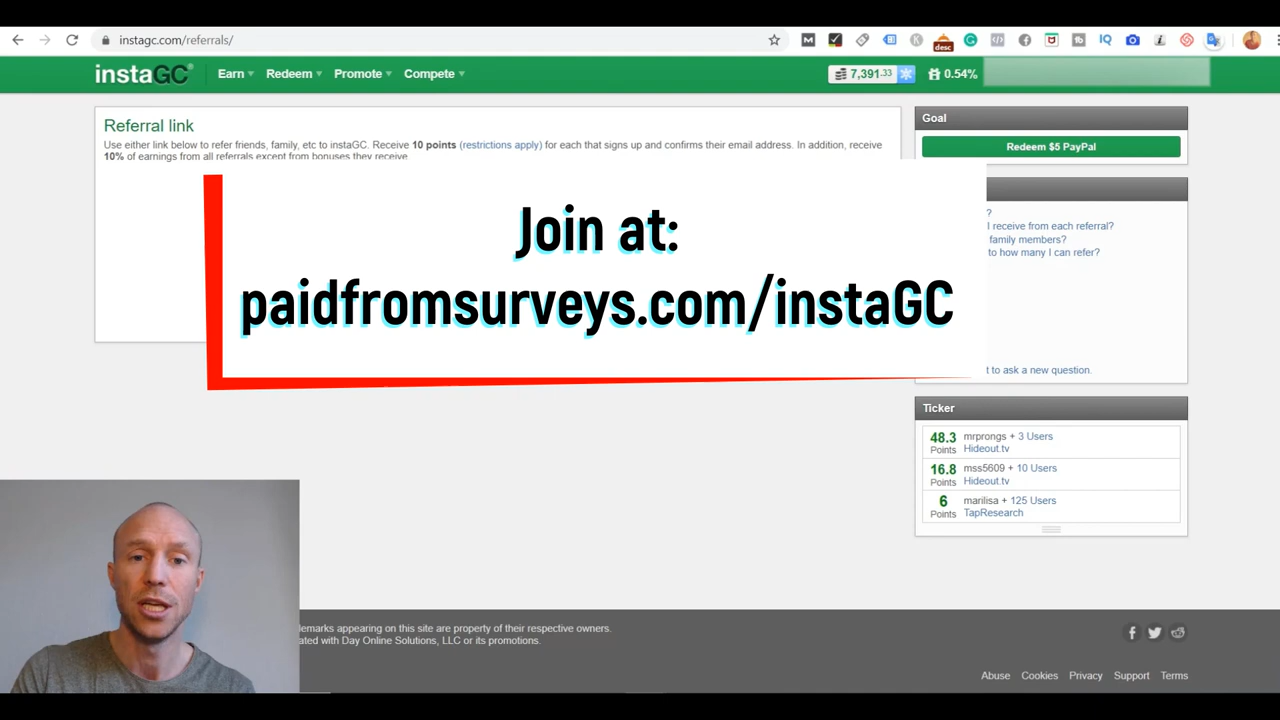 instagc.com/referrals/
desc
instaGC® Earn Redeem Promote Compete 7,391.33 0.54%
Referral link
Use either link below to refer friends, family, etc to instaGC. Receive 10 points (restrictions apply) for each that signs up and confirms their email address. In addition, receive
10% of earnings from all referrals except from bonuses they receive
Join at:
paidfromsurveys.com/instaGC
Goal
Redeem $5 PayPal
?
I receive from each referral?
family members?
to how many I can refer?
t to ask a new question.
Ticker
48.3 mrprongs + 3 Users
Points Hideout.tv
16.8 mss5609 + 10 Users
Points Hideout.tv
6 marilisa + 125 Users
Points TapResearch
lemarks appearing on this site are property of their respective owners.
ated with Day Online Solutions, LLC or its promotions.
Abuse Cookies Privacy Support Terms